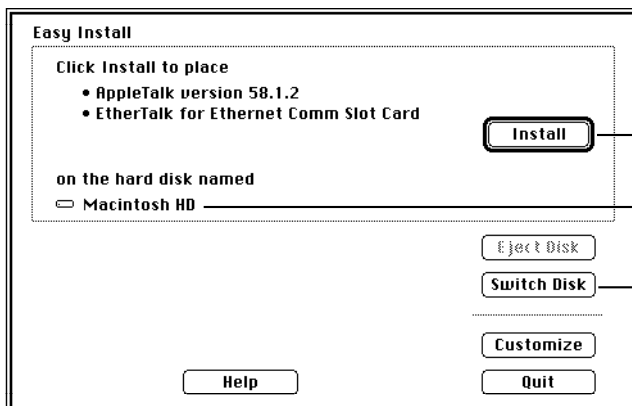 Easy Install
Click Install to place
• AppleTalk version 58.1.2
• EtherTalk for Ethernet Comm Slot Card
Install
on the hard disk named
Macintosh HD
Eject Disk
Switch Disk
Customize
Help
Quit